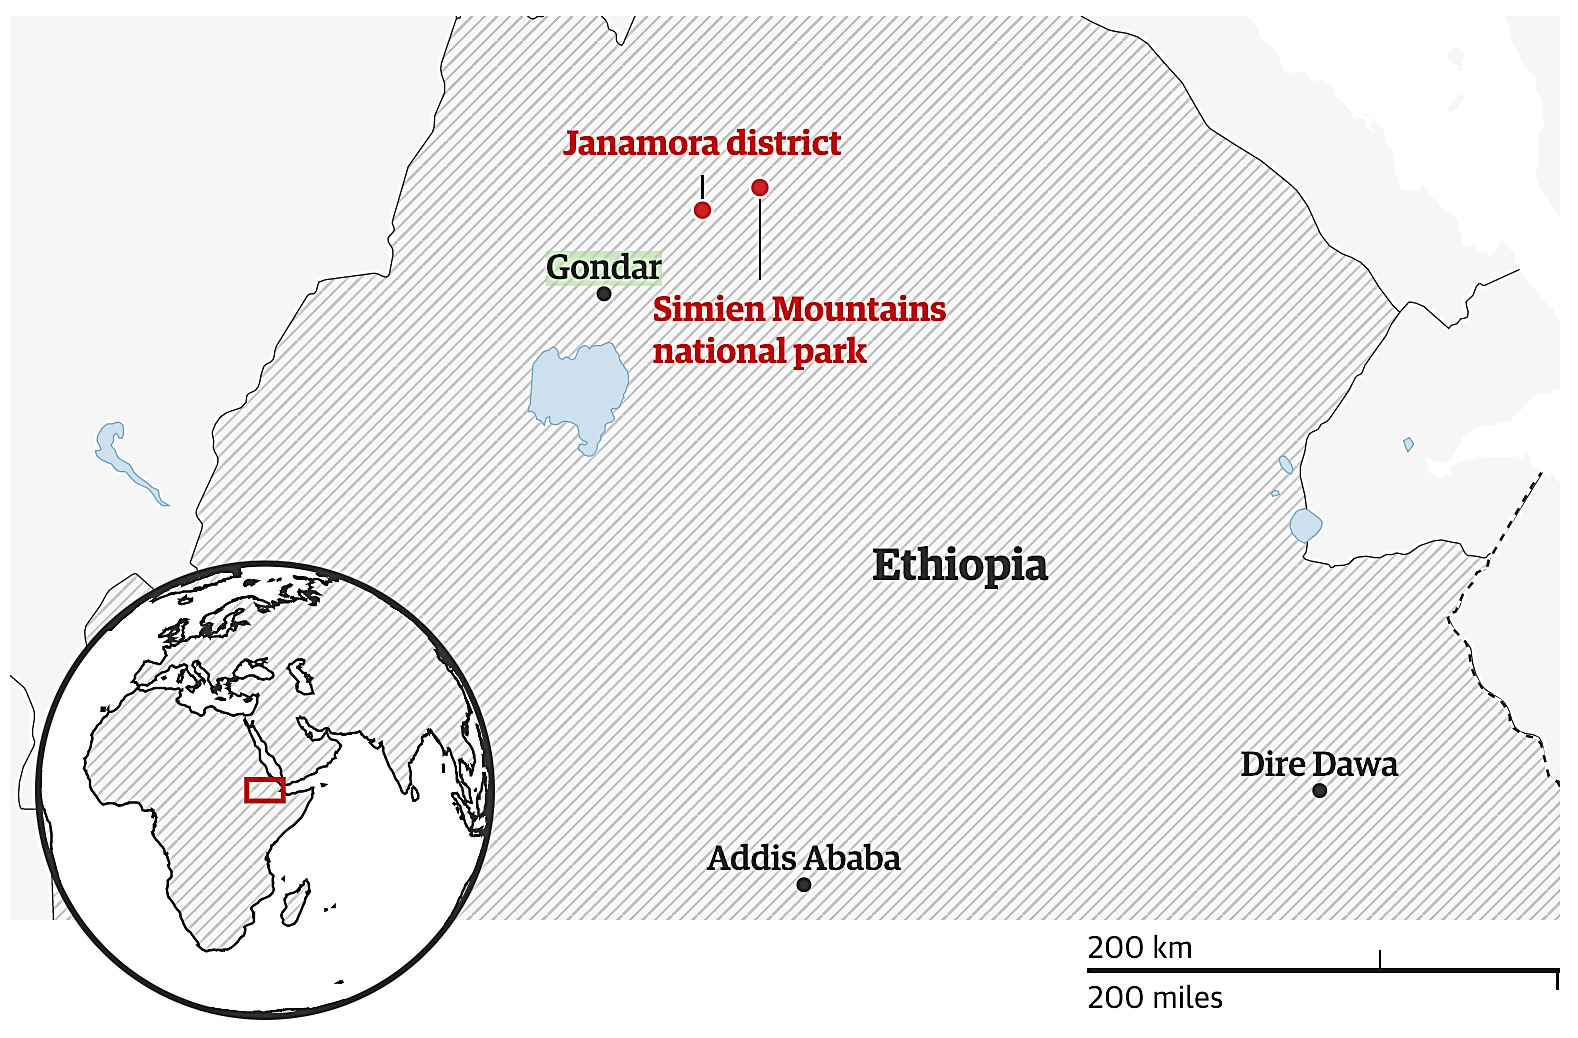 Janamora district
Gondar
Simien Mountains
national park
Ethiopia
Dire Dawa
Addis Ababa
200 km
200 miles